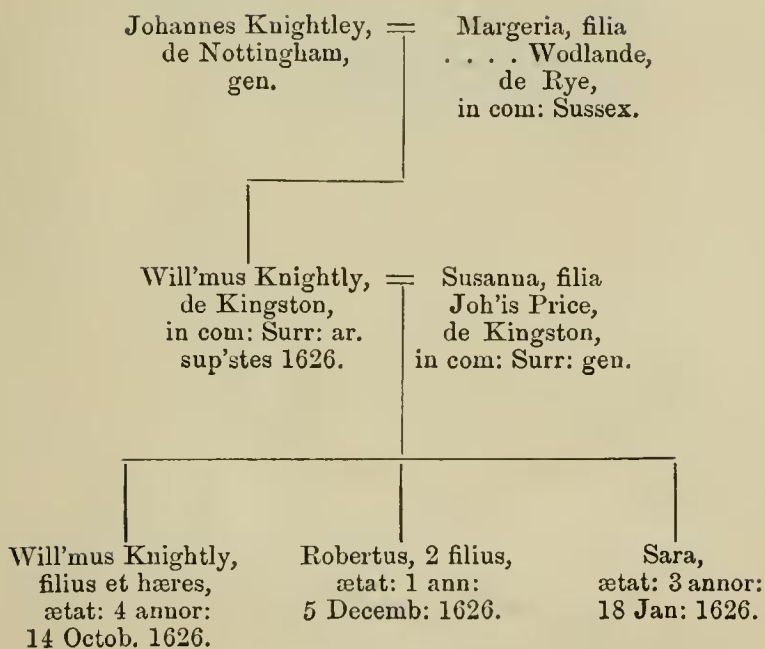 Johannes Knightley,
de Nottingham,
gen.
=
Margeria, filia
. . . . Wodlande,
de Rye,
in com: Sussex.
Will'mus Knightly,
de Kingston,
in com: Surr: ar.
sup'stes 1626.
=
Susanna, filia
Joh'is Price,
de Kingston,
in com: Surr: gen.
Will'mus Knightly,
filius et hæres,
ætat: 4 annor:
14 Octob. 1626.
Robertus, 2 filius,
ætat: 1 ann:
5 Decemb: 1626.
Sara,
ætat: 3 annor:
18 Jan: 1626.